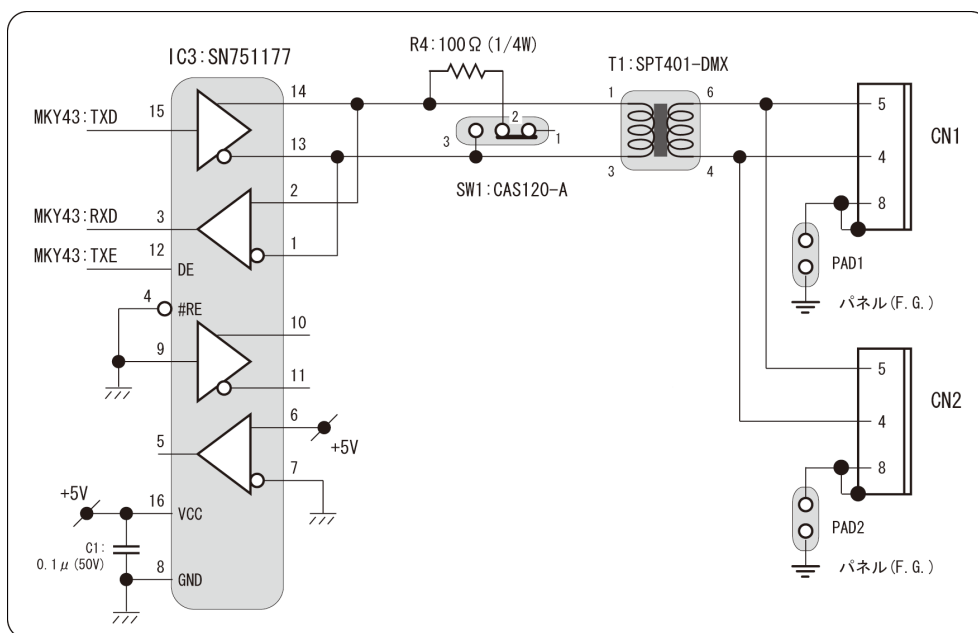 R4:100Ω(1/4W)
IC3:SN751177
T1:SPT401-DMX
14
1
6
MKY43:TXD
15
5
CN1
2
13
3
1
4
3
4
SW1:CAS120-A
2
MKY43:RXD
3
8
1
MKY43:TXE
12
DE
PAD1
4
#RE
パネル(F.G.)
10
9
11
5
CN2
6
4
5
+5V
7
8
+5V
16
VCC
PAD2
C1:
0.1μ(50V)
8
GND
パネル(F.G.)